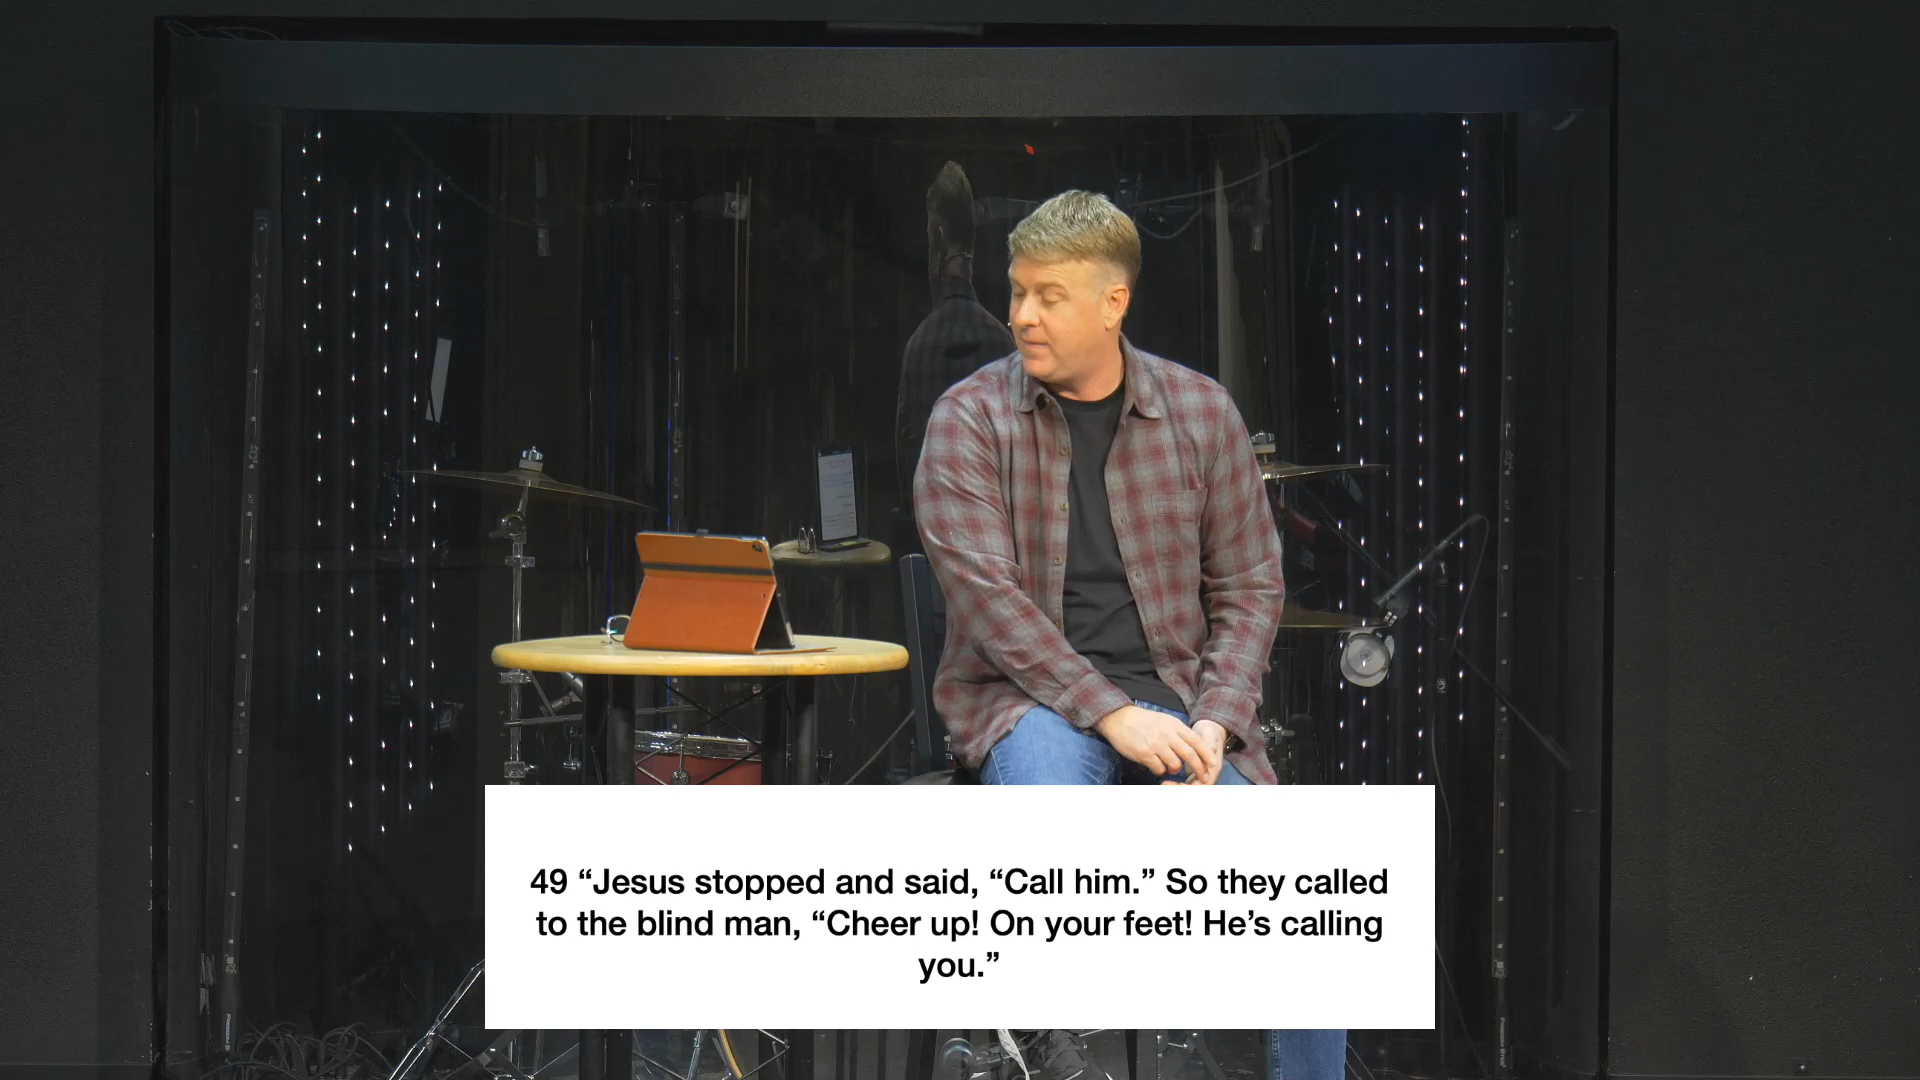 49 “Jesus stopped and said, “Call him.” So they called
to the blind man, “Cheer up! On your feet! He’s calling
you.”